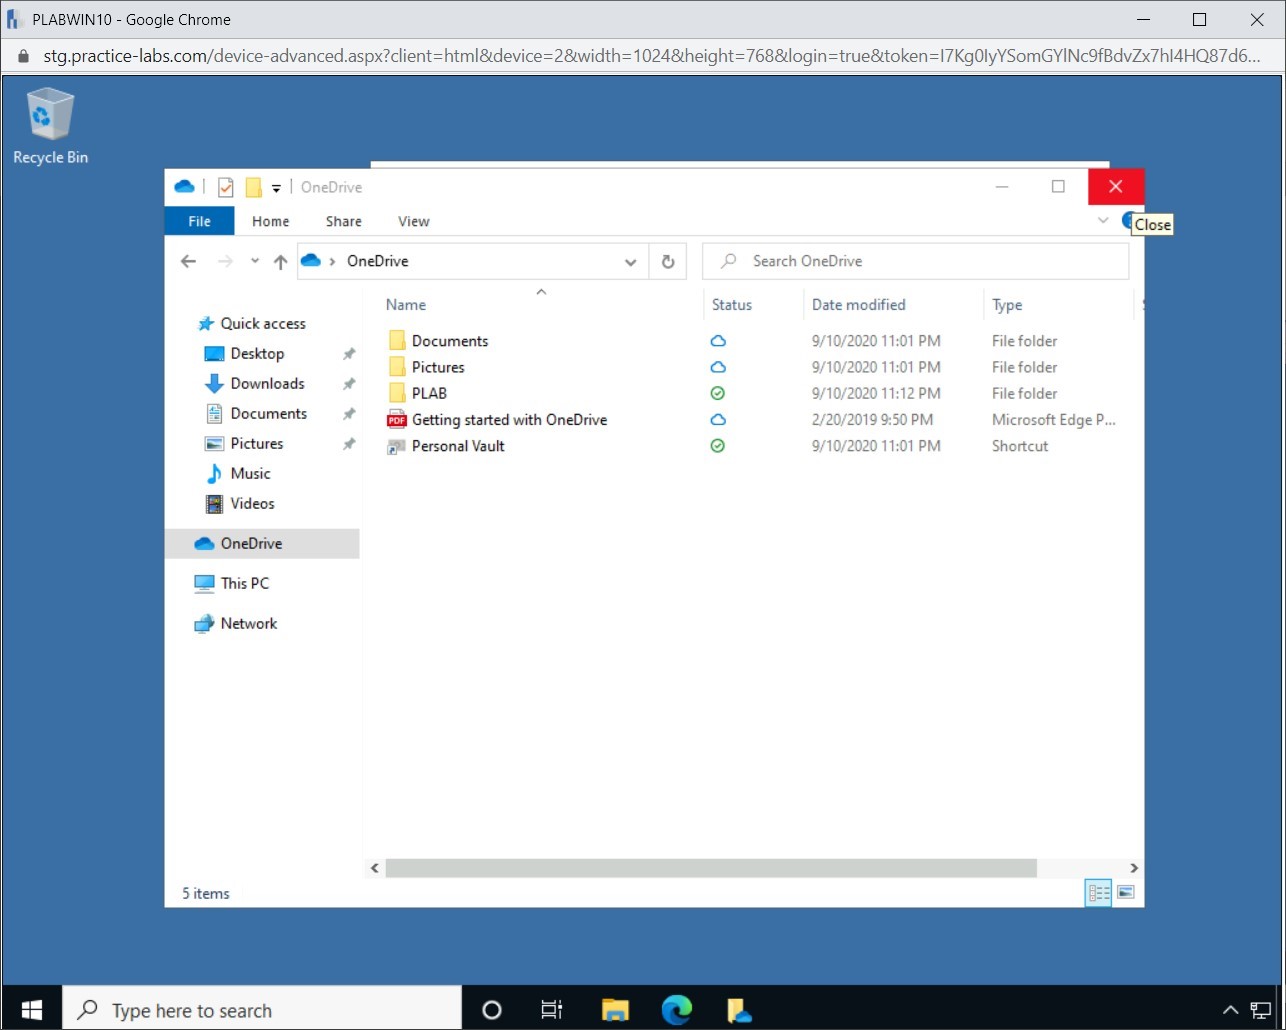 PLABWIN10 - Google Chrome
stg.practice-labs.com/device-advanced.aspx?client=html&device=2&width=1024&height=768&login=true&token=I7Kg0IyYSomGYlNc9fBdvZx7hI4HQ87d6...
Recycle Bin
OneDrive
File Home Share View
Close
OneDrive
Search OneDrive
Name Status Date modified Type
Quick access
Desktop
Downloads
Documents
Pictures
Music
Videos
OneDrive
This PC
Network
Documents 9/10/2020 11:01 PM File folder
Pictures 9/10/2020 11:01 PM File folder
PLAB 9/10/2020 11:12 PM File folder
PDF Getting started with OneDrive 2/20/2019 9:50 PM Microsoft Edge P...
Personal Vault 9/10/2020 11:01 PM Shortcut
5 items
Type here to search